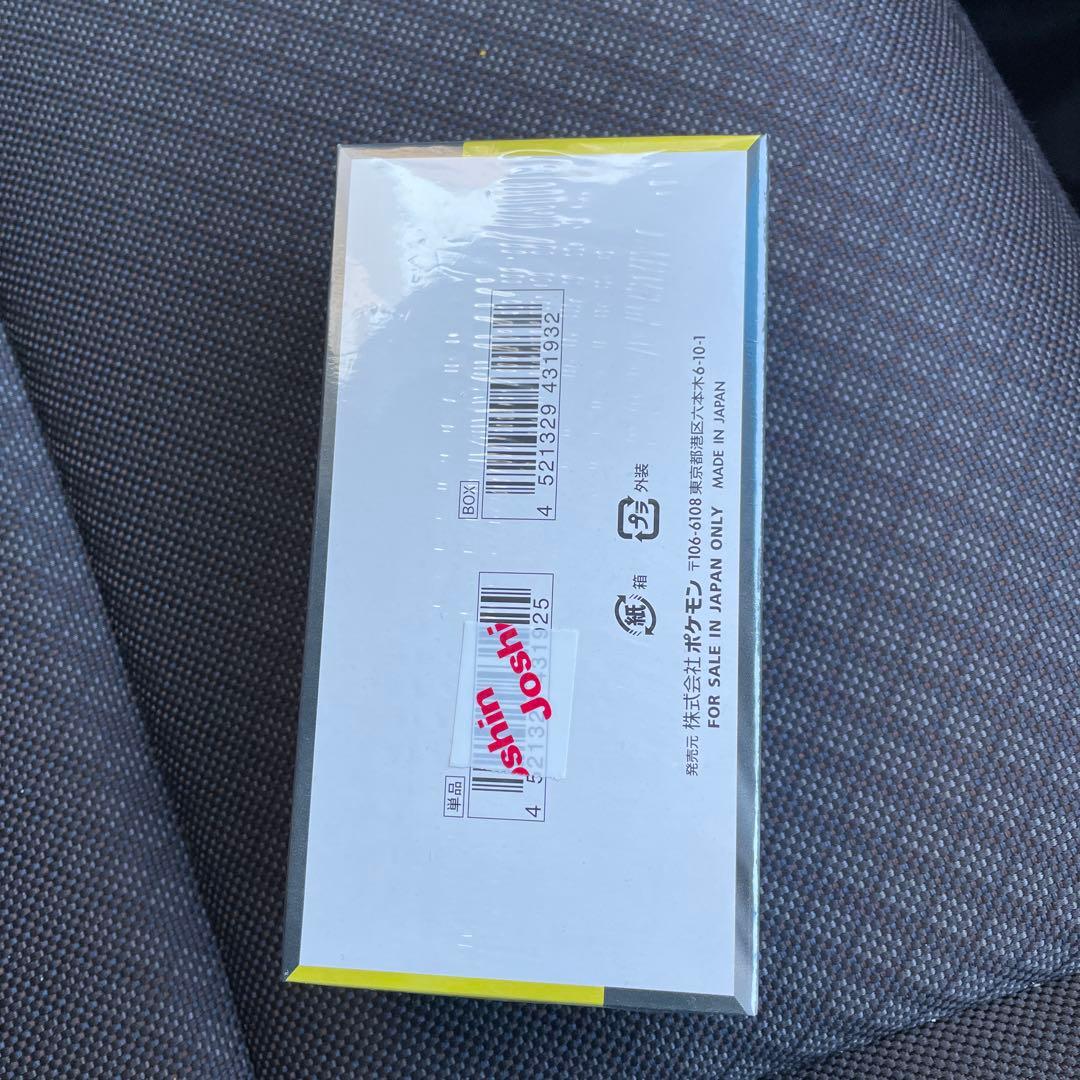 単品
4 521329 431925
Joshin
Joshi
BOX
4 521329 431932
紙 箱
プラ 外装
発売元 株式会社ポケモン 〒106-6108 東京都港区六本木6-10-1
FOR SALE IN JAPAN ONLY MADE IN JAPAN